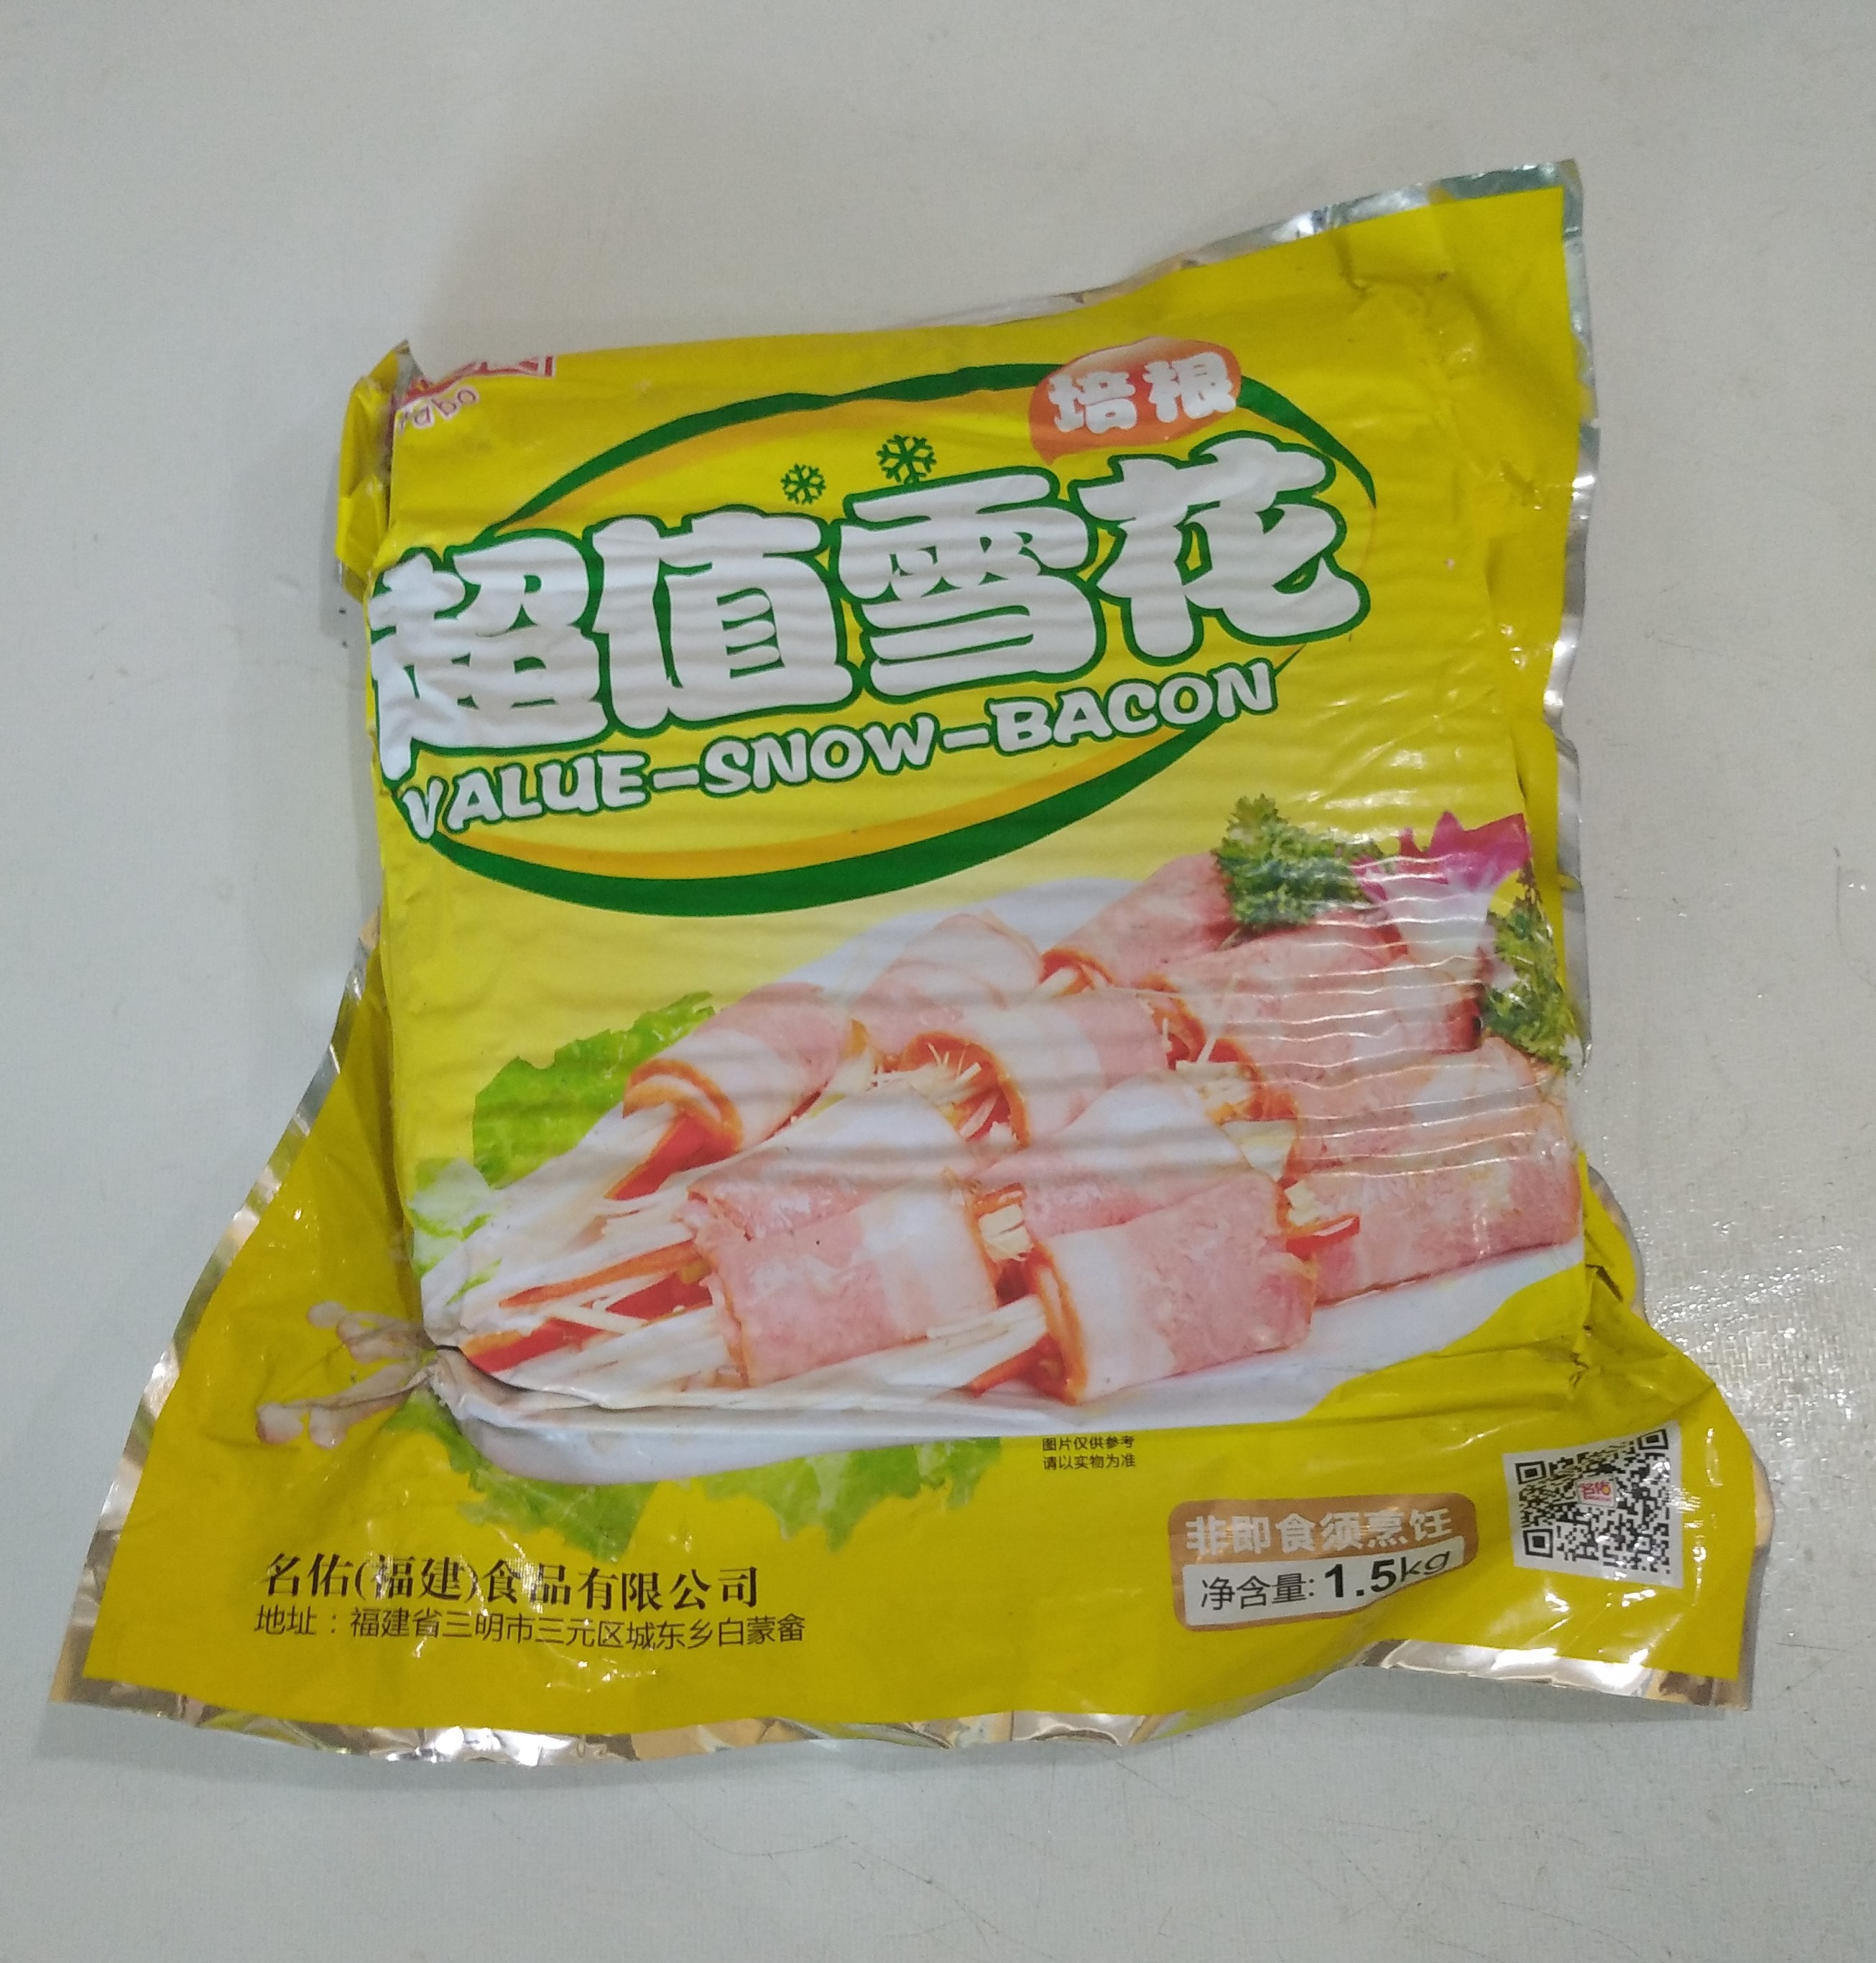 培根
超值雪花
VALUE-SNOW-BACON
图片仅供参考
请以实物为准
非即食须烹饪
净含量: 1.5kg
名佑
名佑(福建)食品有限公司
地址：福建省三明市三元区城东乡白蒙畲